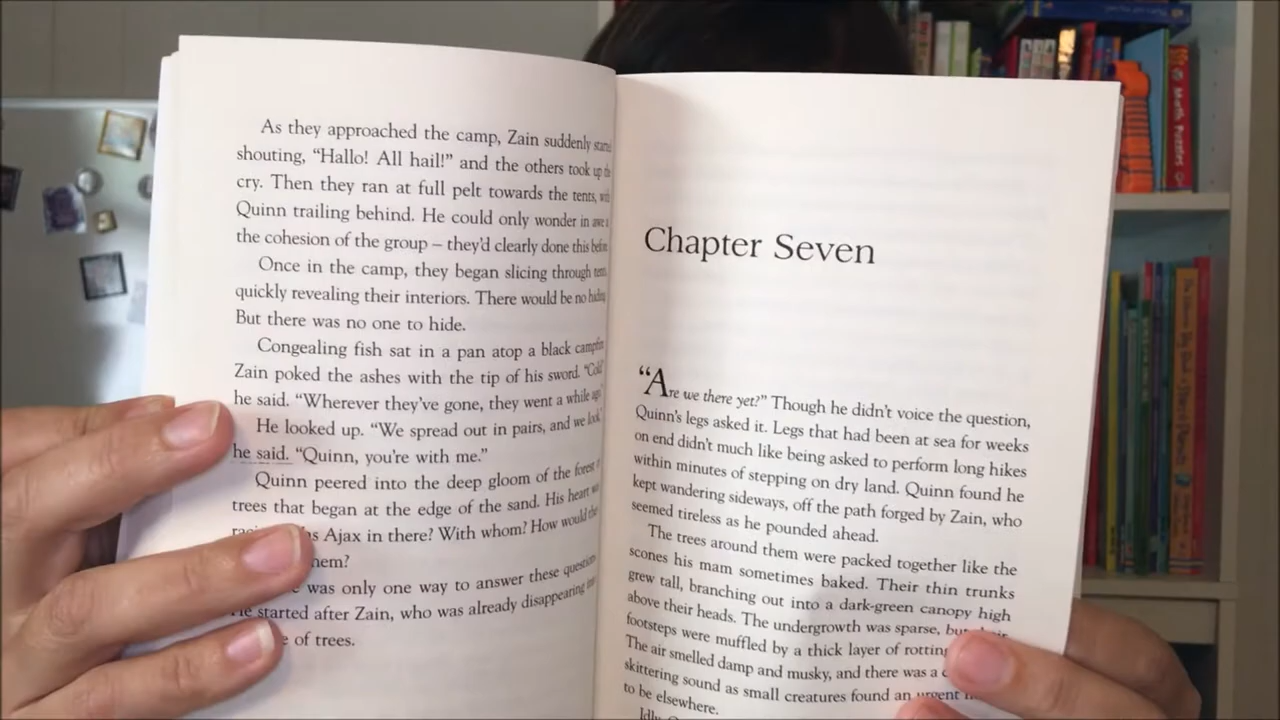 As they approached the camp, Zain suddenly
shouting, “Hallo! All hail!” and the others took up
cry. Then they ran at full pelt towards the tents,
Quinn trailing behind. He could only wonder in awe
the cohesion of the group – they’d clearly done this
Once in the camp, they began slicing through
quickly revealing their interiors. There would be no
But there was no one to hide.
Congealing fish sat in a pan atop a black
Zain poked the ashes with the tip of his sword. “Cold,”
he said. “Wherever they’ve gone, they went a while
He looked up. “We spread out in pairs, and we
he said. “Quinn, you’re with me.”
Quinn peered into the deep gloom of the forest
trees that began at the edge of the sand. His heart
Ajax in there? With whom? How would
was only one way to answer these
He started after Zain, who was already disappearing
of trees.
Chapter Seven
“Are we there yet?” Though he didn’t voice the question,
Quinn’s legs asked it. Legs that had been at sea for weeks
on end didn’t much like being asked to perform long hikes
within minutes of stepping on dry land. Quinn found he
kept wandering sideways, off the path forged by Zain, who
seemed tireless as he pounded ahead.
The trees around them were packed together like the
scones his mam sometimes baked. Their thin trunks
grew tall, branching out into a dark-green canopy high
above their heads. The undergrowth was sparse,
footsteps were muffled by a thick layer of rotting
The air smelled damp and musky, and there was a
skittering sound as small creatures found an urgent
to be elsewhere.
Math Puzzles